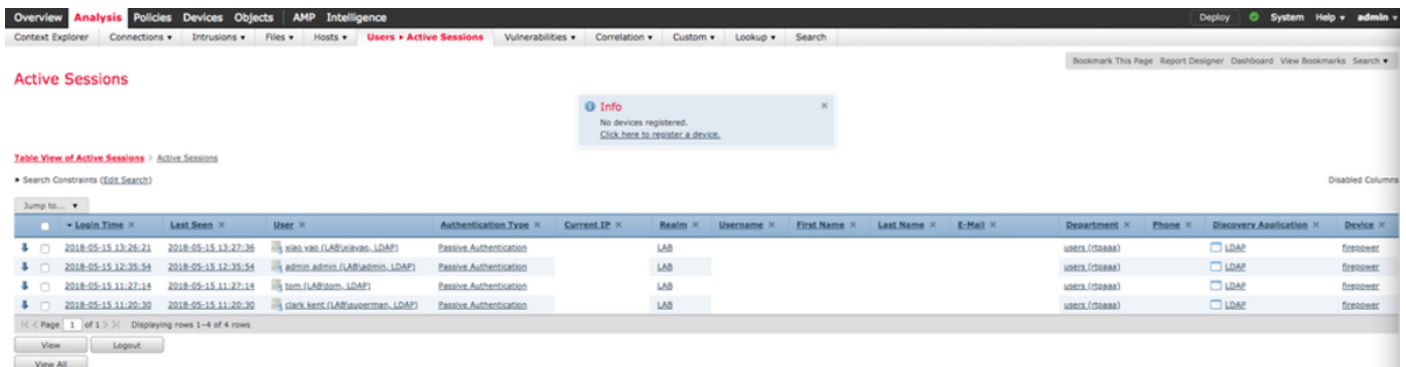 Overview Analysis Policies Devices Objects AMP Intelligence Deploy System Help admin
Context Explorer Connections Intrusions Files Hosts Users Active Sessions Vulnerabilities Correlation Custom Lookup Search
Bookmark This Page Report Designer Dashboard View Bookmarks Search
Active Sessions
Info
No devices registered.
Click here to register a device.
Table View of Active Sessions > Active Sessions
Search Constraints (Edit Search) Disabled Columns
Jump to...
Login Time × Last Seen × User × Authentication Type × Current IP × Realm × Username × First Name × Last Name × E-Mail × Department × Phone × Discovery Application × Device ×
2018-05-15 13:26:21 2018-05-15 13:27:36 xiao yao (LAB\xiayao, LDAP) Passive Authentication LAB users (rtpaaa) LDAP firepower
2018-05-15 12:35:54 2018-05-15 12:35:54 admin admin (LAB\admin, LDAP) Passive Authentication LAB users (rtpaaa) LDAP firepower
2018-05-15 11:27:14 2018-05-15 11:27:14 tom (LAB\tom, LDAP) Passive Authentication LAB users (rtpaaa) LDAP firepower
2018-05-15 11:20:30 2018-05-15 11:20:30 clark kent (LAB\superman, LDAP) Passive Authentication LAB users (rtpaaa) LDAP firepower
|< < Page 1 of 1 > >| Displaying rows 1–4 of 4 rows
View Logout
View All